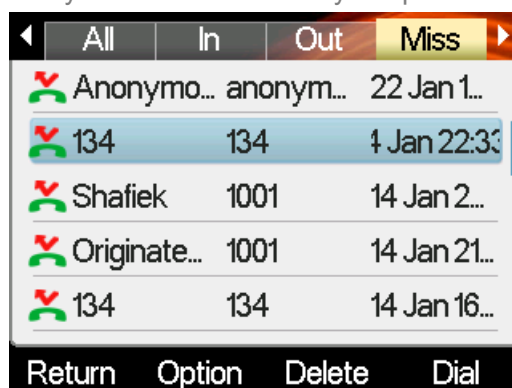 All In Out Miss
Anonymo... anonym... 22 Jan 1...
134 134 4 Jan 22:33
Shafiek 1001 14 Jan 2...
Originate... 1001 14 Jan 21...
134 134 14 Jan 16...
Return Option Delete Dial